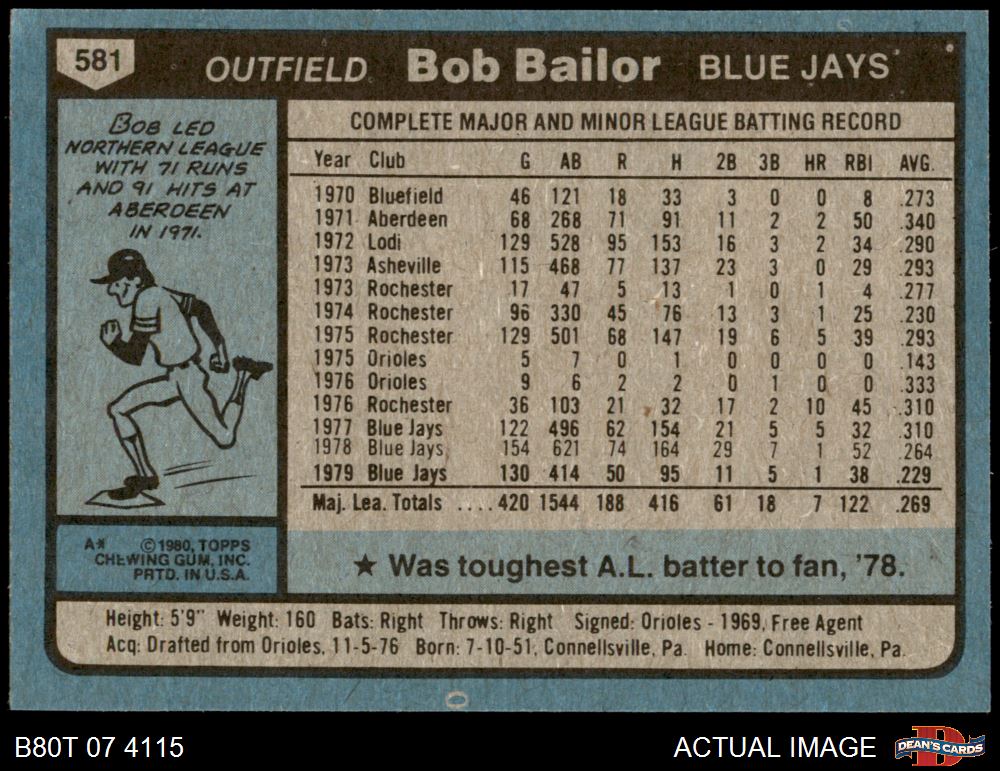 581
OUTFIELD Bob Bailor BLUE JAYS
BOB LED
NORTHERN LEAGUE
WITH 71 RUNS
AND 91 HITS AT
ABERDEEN
IN 1971.
COMPLETE MAJOR AND MINOR LEAGUE BATTING RECORD
Year Club G AB R H 2B 3B HR RBI AVG.
1970 Bluefield 46 121 18 33 3 0 0 8 .273
1971 Aberdeen 68 268 71 91 11 2 2 50 .340
1972 Lodi 129 528 95 153 16 3 2 34 .290
1973 Asheville 115 468 77 137 23 3 0 29 .293
1973 Rochester 17 47 5 13 1 0 1 4 .277
1974 Rochester 96 330 45 76 13 3 1 25 .230
1975 Rochester 129 501 68 147 19 6 5 39 .293
1975 Orioles 5 7 0 1 0 0 0 0 .143
1976 Orioles 9 6 2 2 0 1 0 0 .333
1976 Rochester 36 103 21 32 17 2 10 45 .310
1977 Blue Jays 122 496 62 154 21 5 5 32 .310
1978 Blue Jays 154 621 74 164 29 7 1 52 .264
1979 Blue Jays 130 414 50 95 11 5 1 38 .229
Maj. Lea. Totals .... 420 1544 188 416 61 18 7 122 .269
A* ©1980, TOPPS
CHEWING GUM, INC.
PRTD. IN U.S.A.
★ Was toughest A.L. batter to fan, '78.
Height: 5'9" Weight: 160 Bats: Right Throws: Right Signed: Orioles - 1969, Free Agent
Acq: Drafted from Orioles, 11-5-76 Born: 7-10-51, Connellsville, Pa. Home: Connellsville, Pa.
B80T 07 4115
ACTUAL IMAGE
DEAN'S CARDS